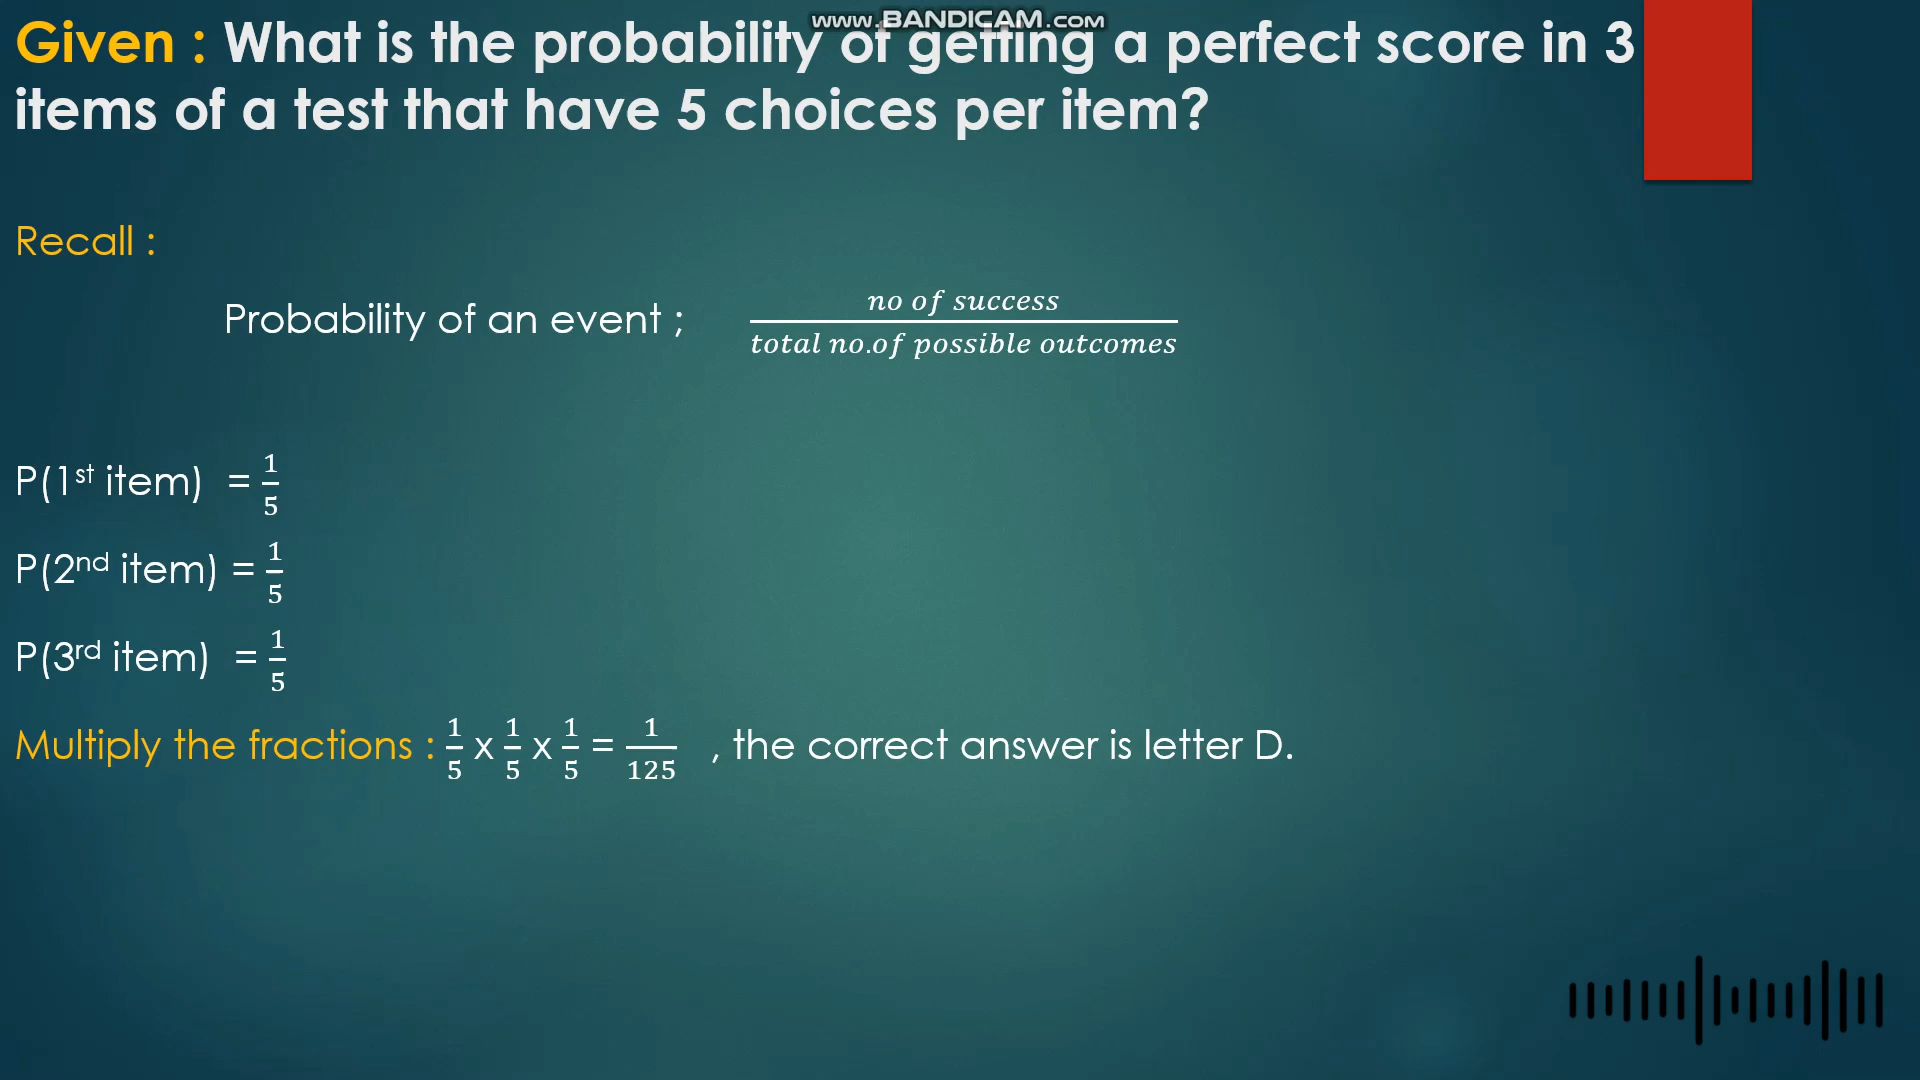 www.BANDICAM.com
Given : What is the probability of getting a perfect score in 3
items of a test that have 5 choices per item?
Recall :
Probability of an event ; no of success / total no.of possible outcomes
P(1st item) = 1/5
P(2nd item) = 1/5
P(3rd item) = 1/5
Multiply the fractions : 1/5 x 1/5 x 1/5 = 1/125 , the correct answer is letter D.